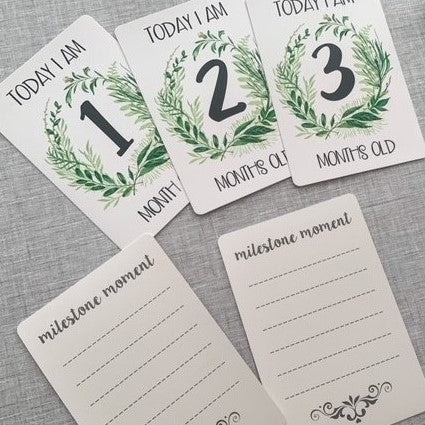 TODAY I AM
1
MONTH
TODAY I AM
2
MONTHS OLD
TODAY I AM
3
MONTHS OLD
milestone moment
milestone moment